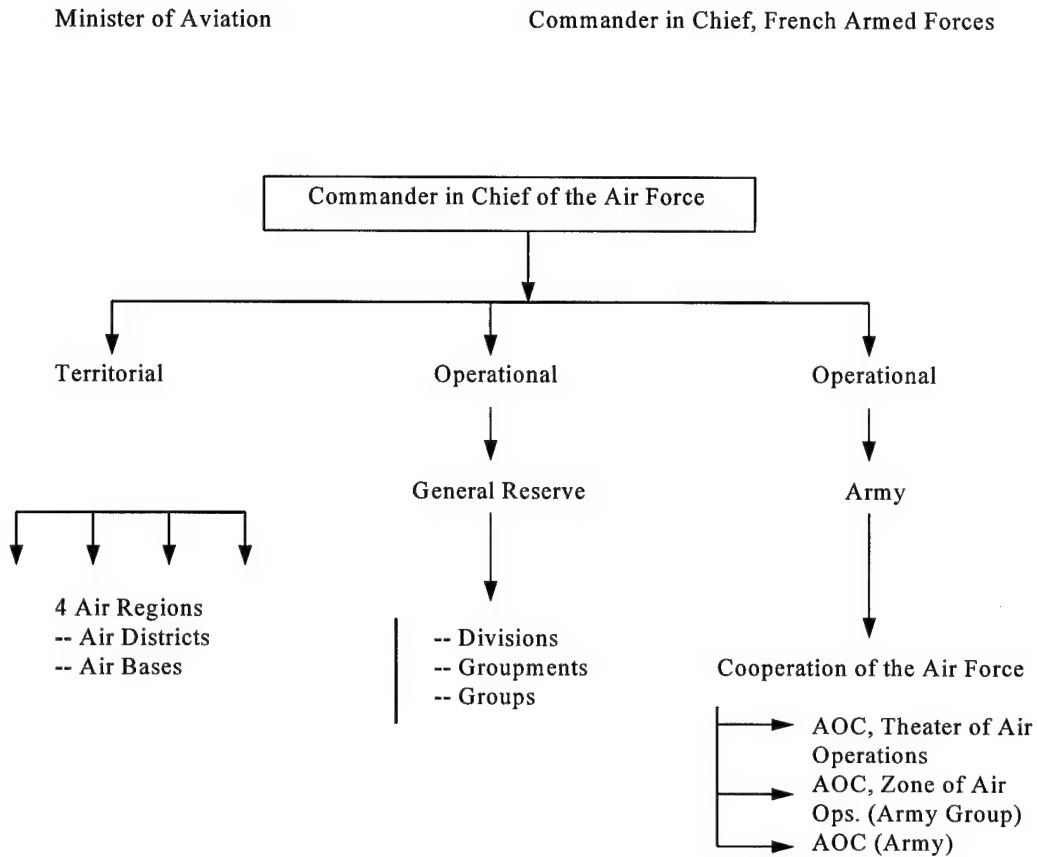 Minister of Aviation
Commander in Chief, French Armed Forces
Commander in Chief of the Air Force
Territorial
Operational
Operational
General Reserve
Army
4 Air Regions
-- Air Districts
-- Air Bases
-- Divisions
-- Groupments
-- Groups
Cooperation of the Air Force
AOC, Theater of Air
Operations
AOC, Zone of Air
Ops. (Army Group)
AOC (Army)